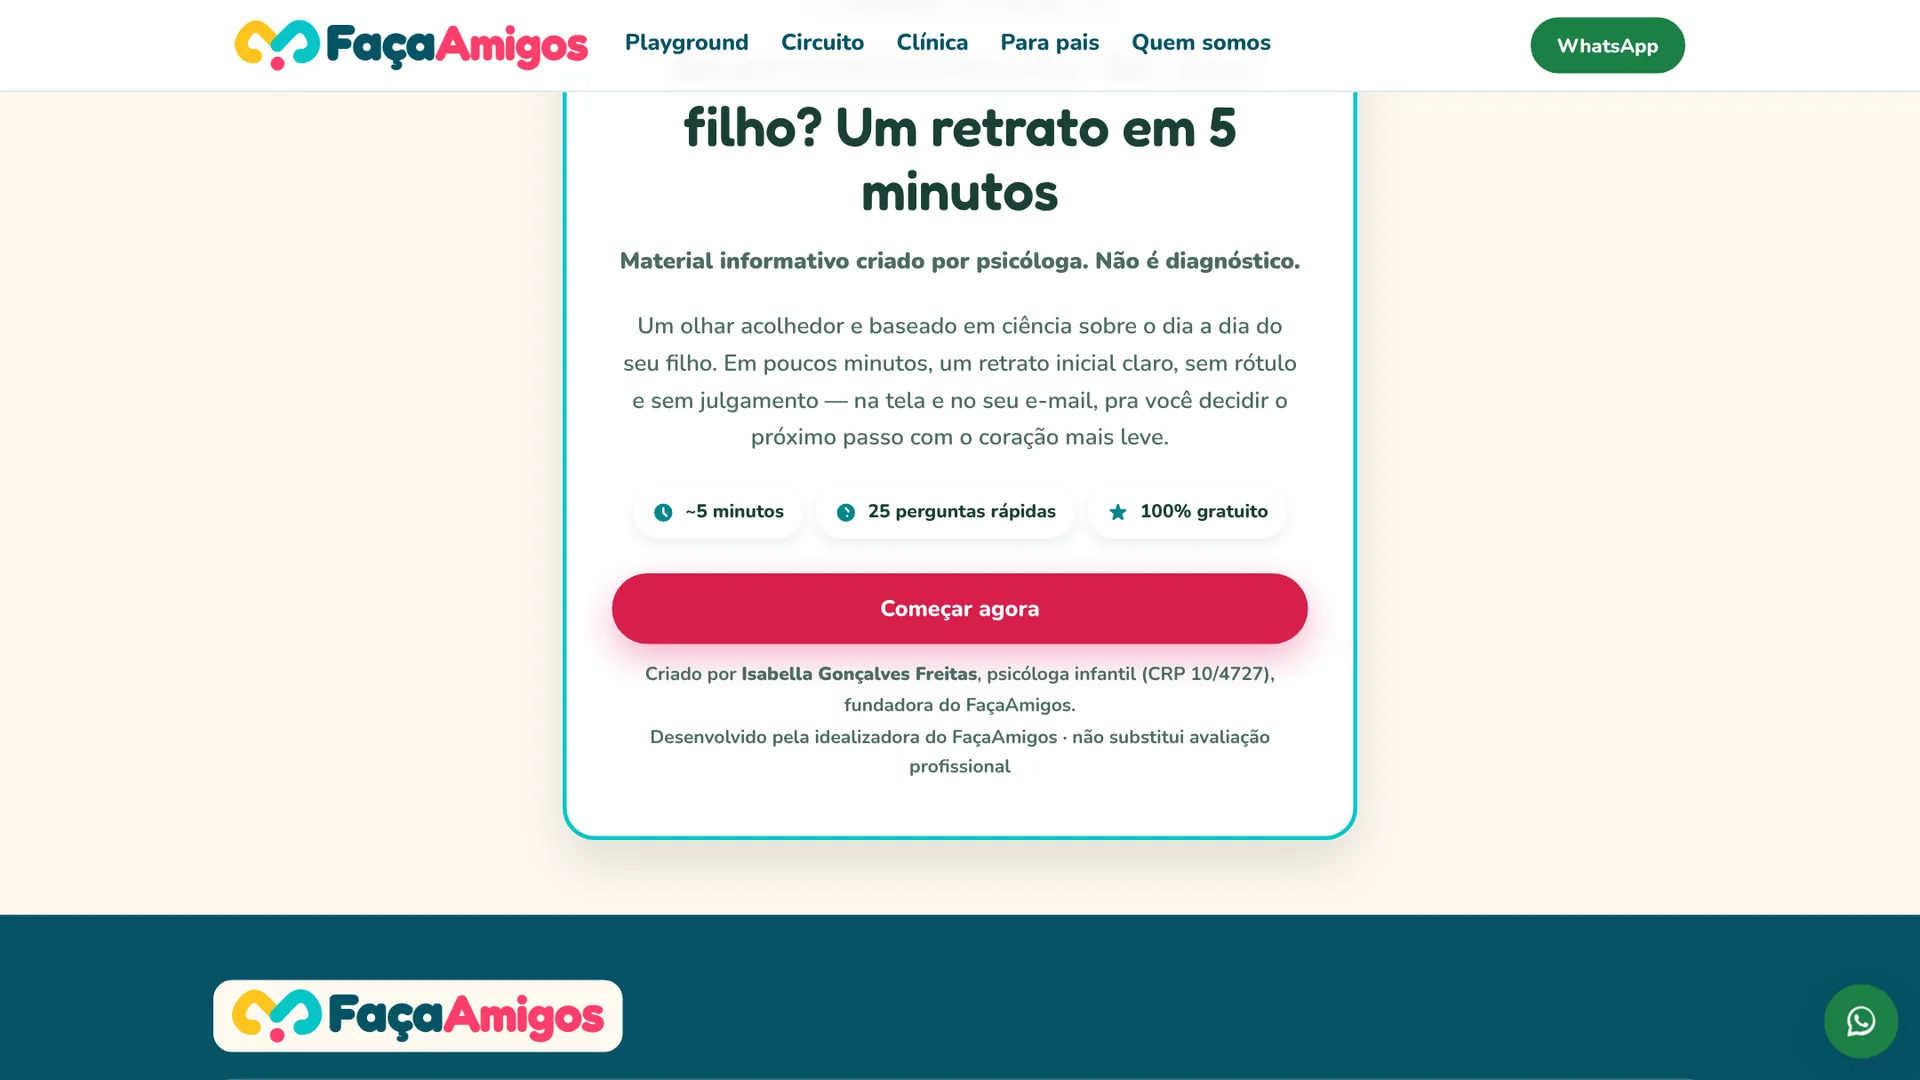 FaçaAmigos
Playground
Circuito
Clínica
Para pais
Quem somos
WhatsApp
filho? Um retrato em 5
minutos
Material informativo criado por psicóloga. Não é diagnóstico.
Um olhar acolhedor e baseado em ciência sobre o dia a dia do
seu filho. Em poucos minutos, um retrato inicial claro, sem rótulo
e sem julgamento — na tela e no seu e-mail, pra você decidir o
próximo passo com o coração mais leve.
~5 minutos
25 perguntas rápidas
100% gratuito
Começar agora
Criado por Isabella Gonçalves Freitas, psicóloga infantil (CRP 10/4727),
fundadora do FaçaAmigos.
Desenvolvido pela idealizadora do FaçaAmigos · não substitui avaliação
profissional
FaçaAmigos